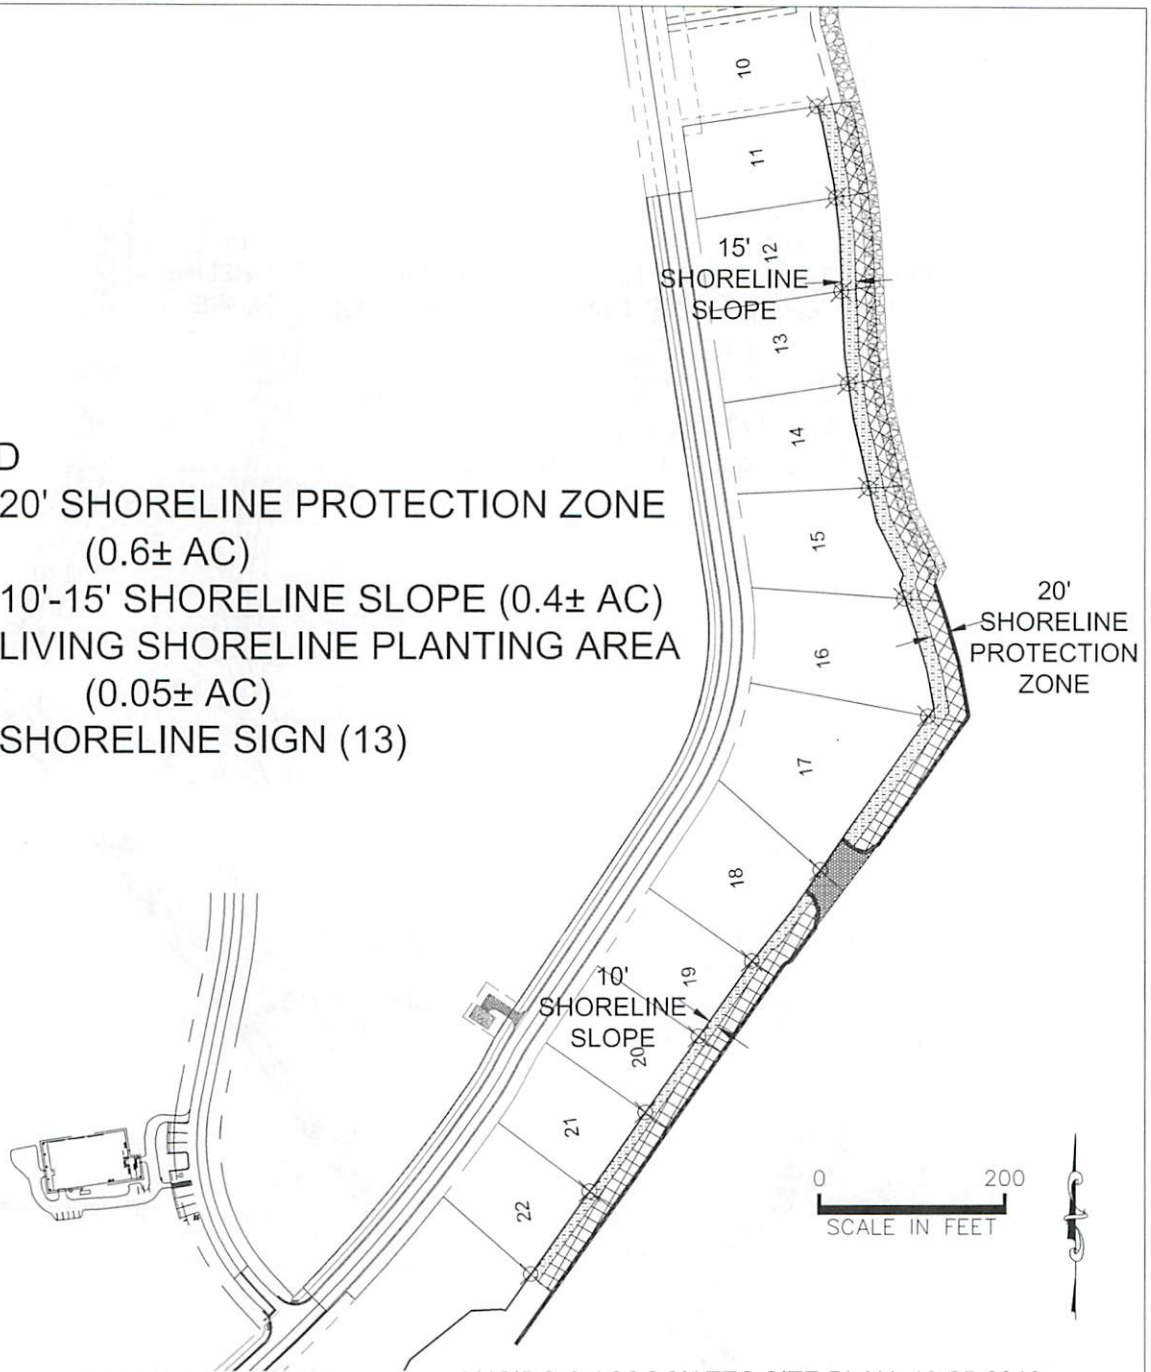 10
11
15'
SHORELINE
SLOPE
12
13
14
D
20' SHORELINE PROTECTION ZONE
(0.6± AC)
10'-15' SHORELINE SLOPE (0.4± AC)
LIVING SHORELINE PLANTING AREA
(0.05± AC)
SHORELINE SIGN (13)
15
20'
SHORELINE
PROTECTION
ZONE
16
17
18
19
10'
SHORELINE
SLOPE
20
21
22
0 200
SCALE IN FEET